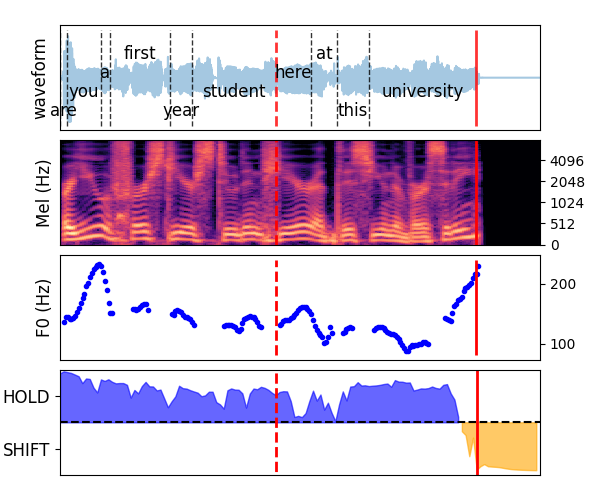 waveform
are you a first year student here at this university
Mel (Hz)
4096
2048
1024
512
0
F0 (Hz)
200
100
HOLD
SHIFT